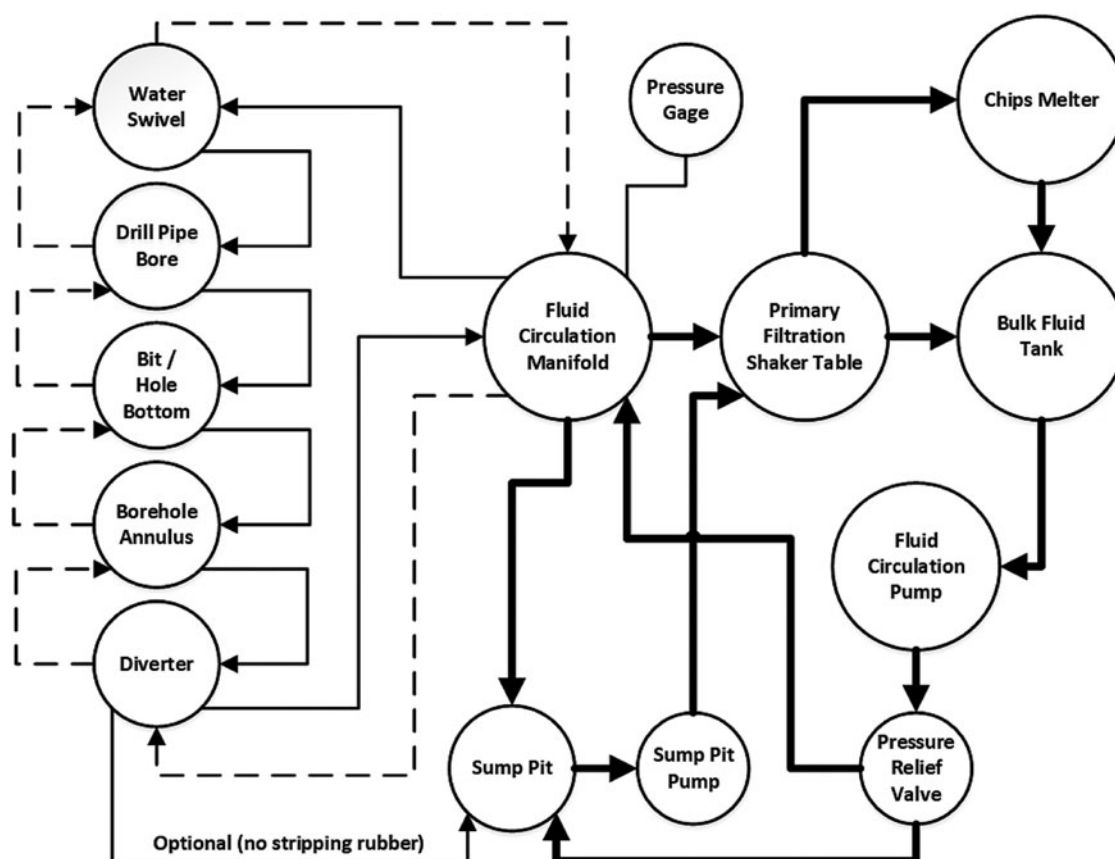 Water
Swivel
Drill Pipe
Bore
Bit /
Hole
Bottom
Borehole
Annulus
Diverter
Pressure
Gage
Fluid
Circulation
Manifold
Primary
Filtration
Shaker Table
Chips Melter
Bulk Fluid
Tank
Fluid
Circulation
Pump
Sump Pit
Sump Pit
Pump
Pressure
Relief
Valve
Optional (no stripping rubber)